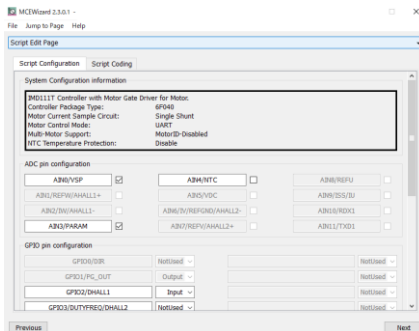 MCEWizard 2.3.0.1 -
File Jump to Page Help
Script Edit Page
Script Configuration Script Coding
System Configuration information
IMD111T Controller with Motor Gate Driver for Motor.
Controller Package Type: 6F040
Motor Current Sample Circuit: Single Shunt
Motor Control Mode: UART
Multi-Motor Support: MotorID-Disabled
NTC Temperature Protection: Disable
ADC pin configuration
AIN0/VSP AIN4/NTC AIN8/REFU
AIN1/REFW/AHALL1+ AIN5/VDC AIN9/ISS/IU
AIN2/IW/AHALL1- AIN6/IV/REFGND/AHALL2- AIN10/RDX1
AIN3/PARAM AIN7/REFV/AHALL2+ AIN11/TXD1
GPIO pin configuration
GPIO0/DIR NotUsed NotUsed
GPIO1/PG_OUT Output NotUsed
GPIO2/DHALL1 Input NotUsed
GPIO3/DUTYFREQ/DHALL2 NotUsed NotUsed
Previous Next